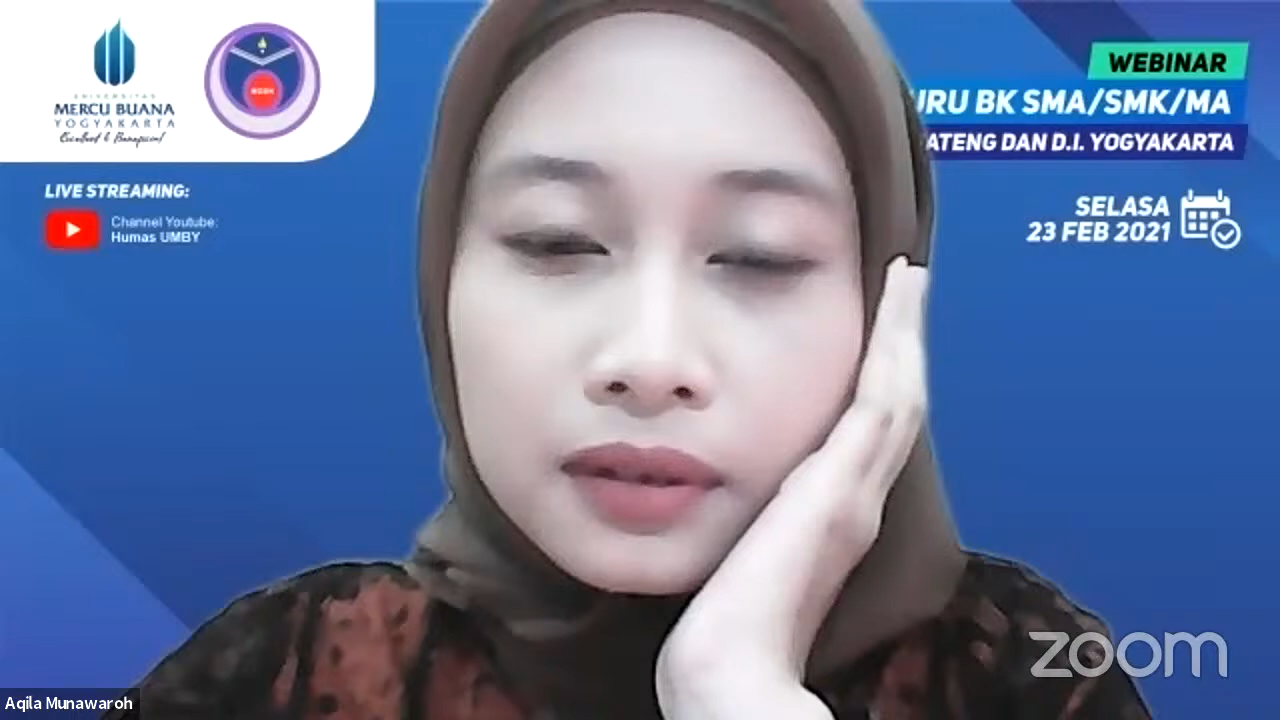 UNIVERSITAS
MERCU BUANA
YOGYAKARTA
LIVE STREAMING:
Channel Youtube:
Humas UMBY
WEBINAR
URU BK SMA/SMK/MA
ATENG DAN D.I. YOGYAKARTA
SELASA
23 FEB 2021
zoom
Aqila Munawaroh